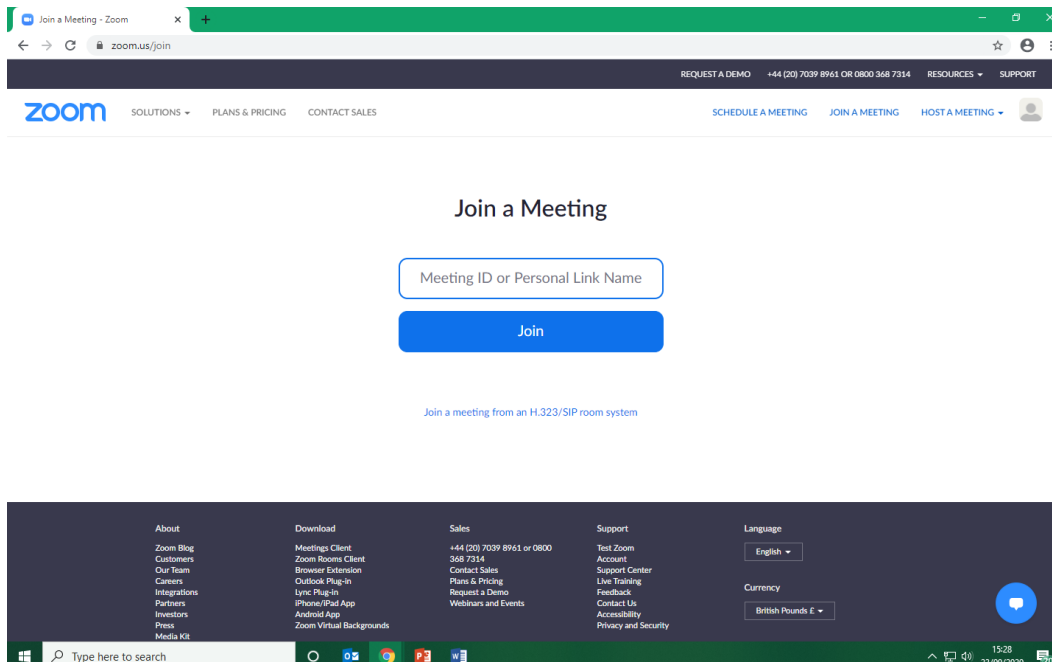 Join a Meeting - Zoom
zoom.us/join
REQUEST A DEMO +44 (20) 7039 8961 OR 0800 368 7314 RESOURCES SUPPORT
zoom SOLUTIONS PLANS & PRICING CONTACT SALES SCHEDULE A MEETING JOIN A MEETING HOST A MEETING
Join a Meeting
Meeting ID or Personal Link Name
Join
Join a meeting from an H.323/SIP room system
About
Zoom Blog
Customers
Our Team
Careers
Integrations
Partners
Investors
Press
Media Kit
Download
Meetings Client
Zoom Rooms Client
Browser Extension
Outlook Plug-in
Lync Plug-in
iPhone/iPad App
Android App
Zoom Virtual Backgrounds
Sales
+44 (20) 7039 8961 or 0800
368 7314
Contact Sales
Plans & Pricing
Request a Demo
Webinars and Events
Support
Test Zoom
Account
Support Center
Live Training
Feedback
Contact Us
Accessibility
Privacy and Security
Language
English
Currency
British Pounds £
Type here to search
15:28